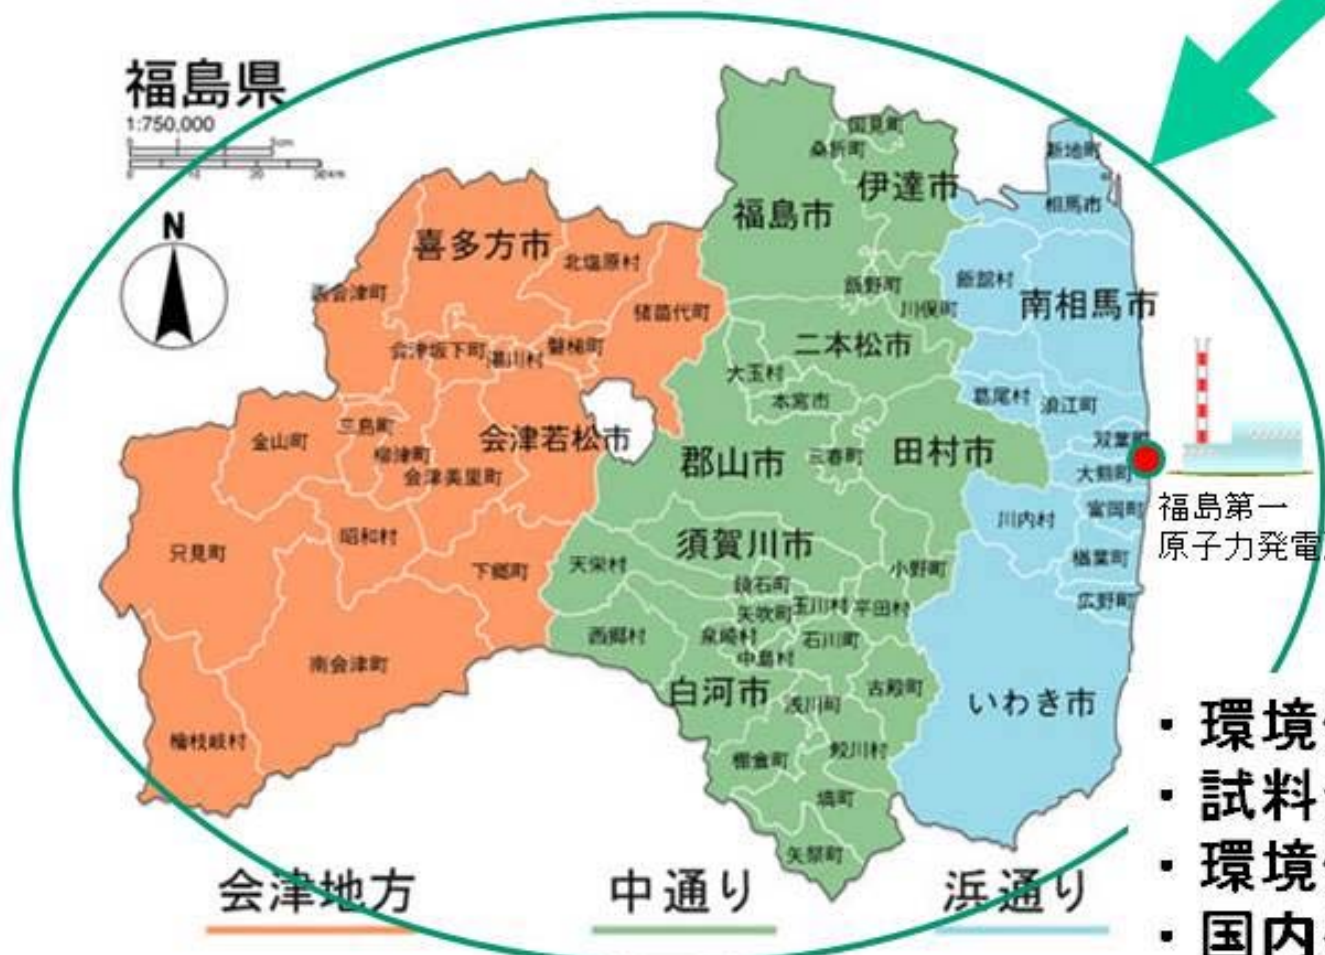 福島県
1:750,000
N
国見町
桑折町
新地町
伊達市
相馬市
福島市
喜多方市
北塩原村
飯舘村
飯野町
西会津町
南相馬市
川俣町
猪苗代町
二本松市
会津坂下町
湯川村
磐梯町
大玉村
本宮市
葛尾村
浪江町
三島町
金山町
会津若松市
双葉町
柳津町
郡山市
三春町
田村市
会津美里町
大熊町
福島第一
原子力発電
富岡町
川内村
昭和村
只見町
須賀川市
下郷町
天栄村
小野町
楢葉町
鏡石町
玉川村
平田村
矢吹町
広野町
西郷村
泉崎村
石川町
中島村
南会津町
白河市
古殿町
浅川町
いわき市
檜枝岐村
棚倉町
鮫川村
塙町
矢祭町
・環境
・試料
・環境
・国内
会津地方
中通り
浜通り